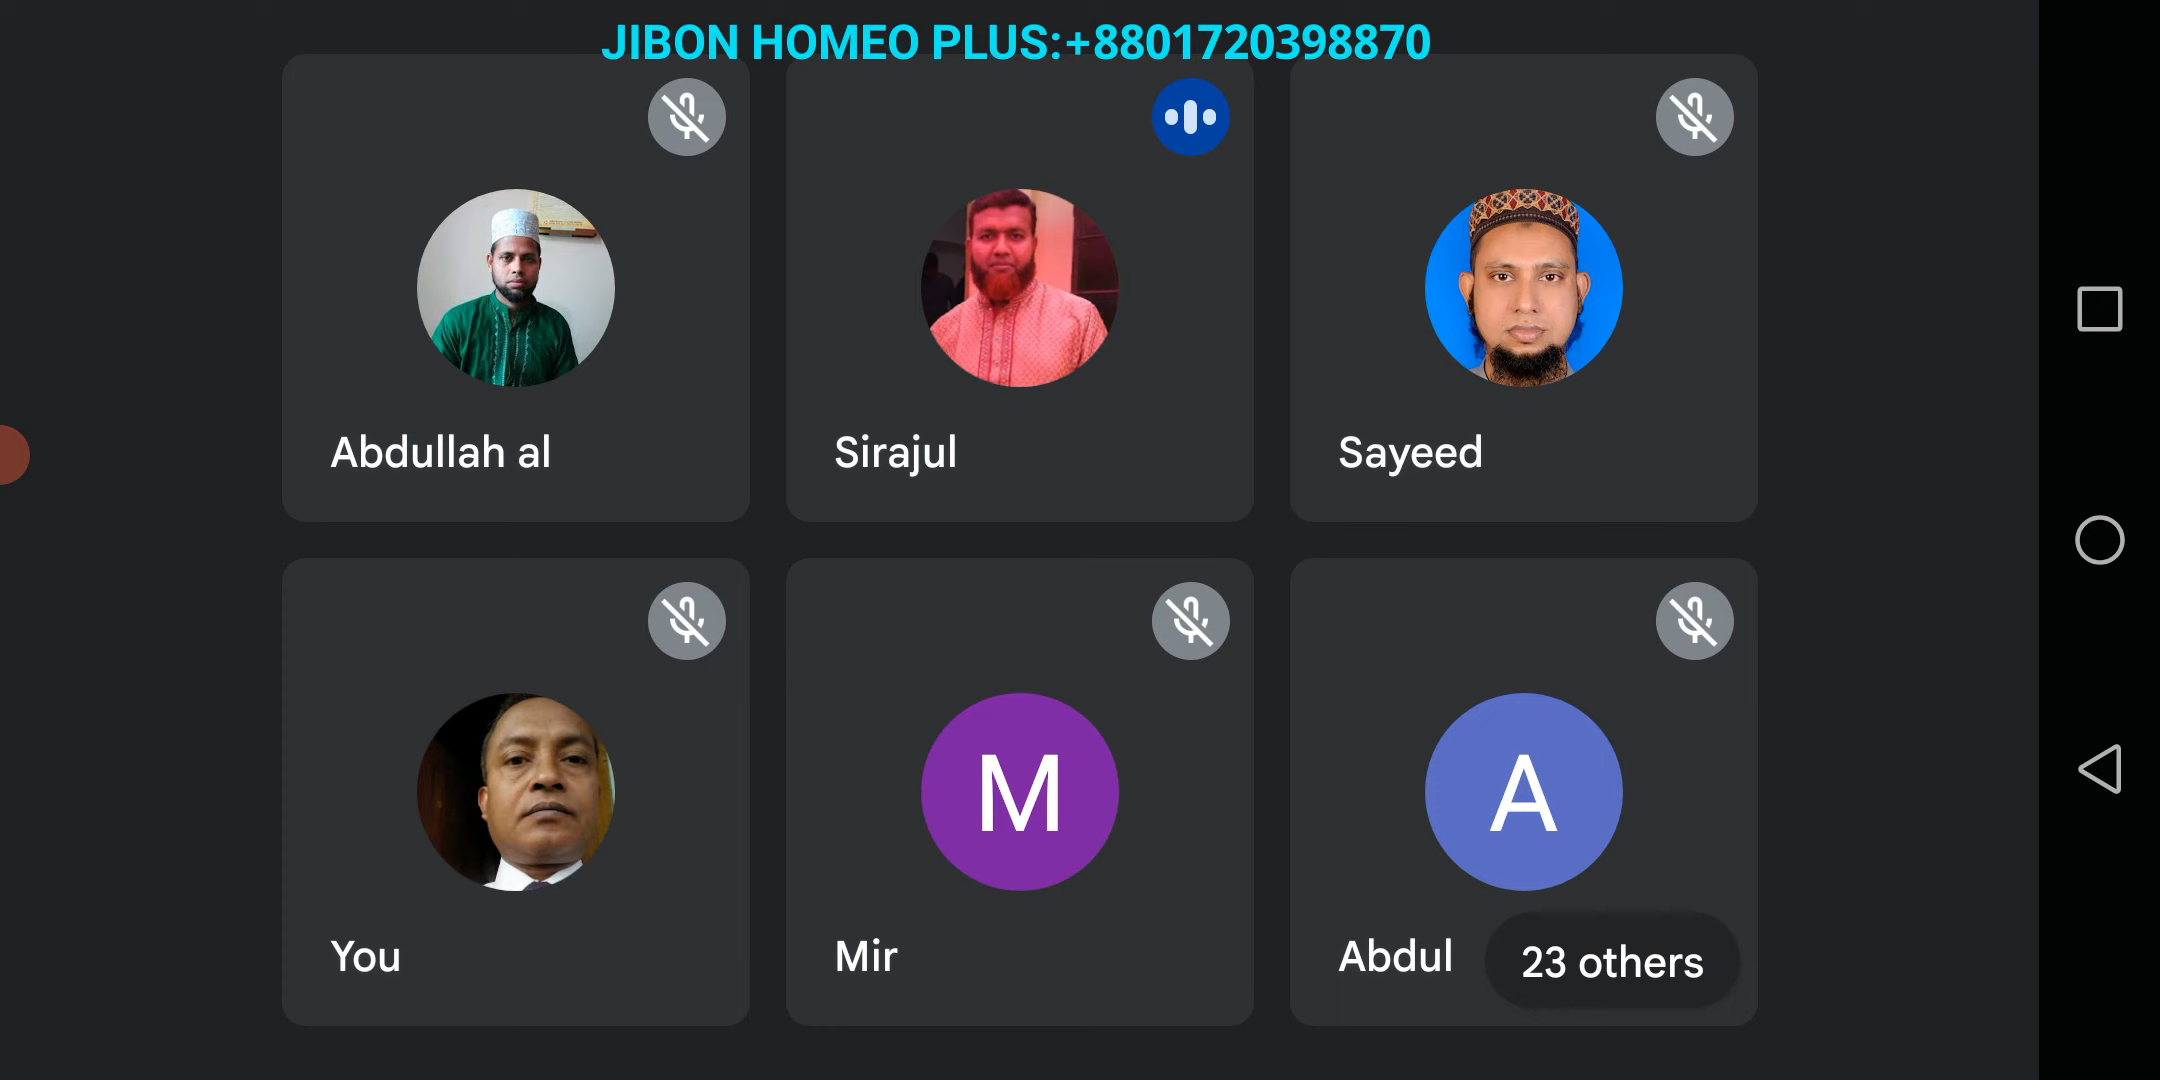 JIBON HOMEO PLUS:+8801720398870
Abdullah al
Sirajul
Sayeed
You
M
Mir
A
Abdul
23 others